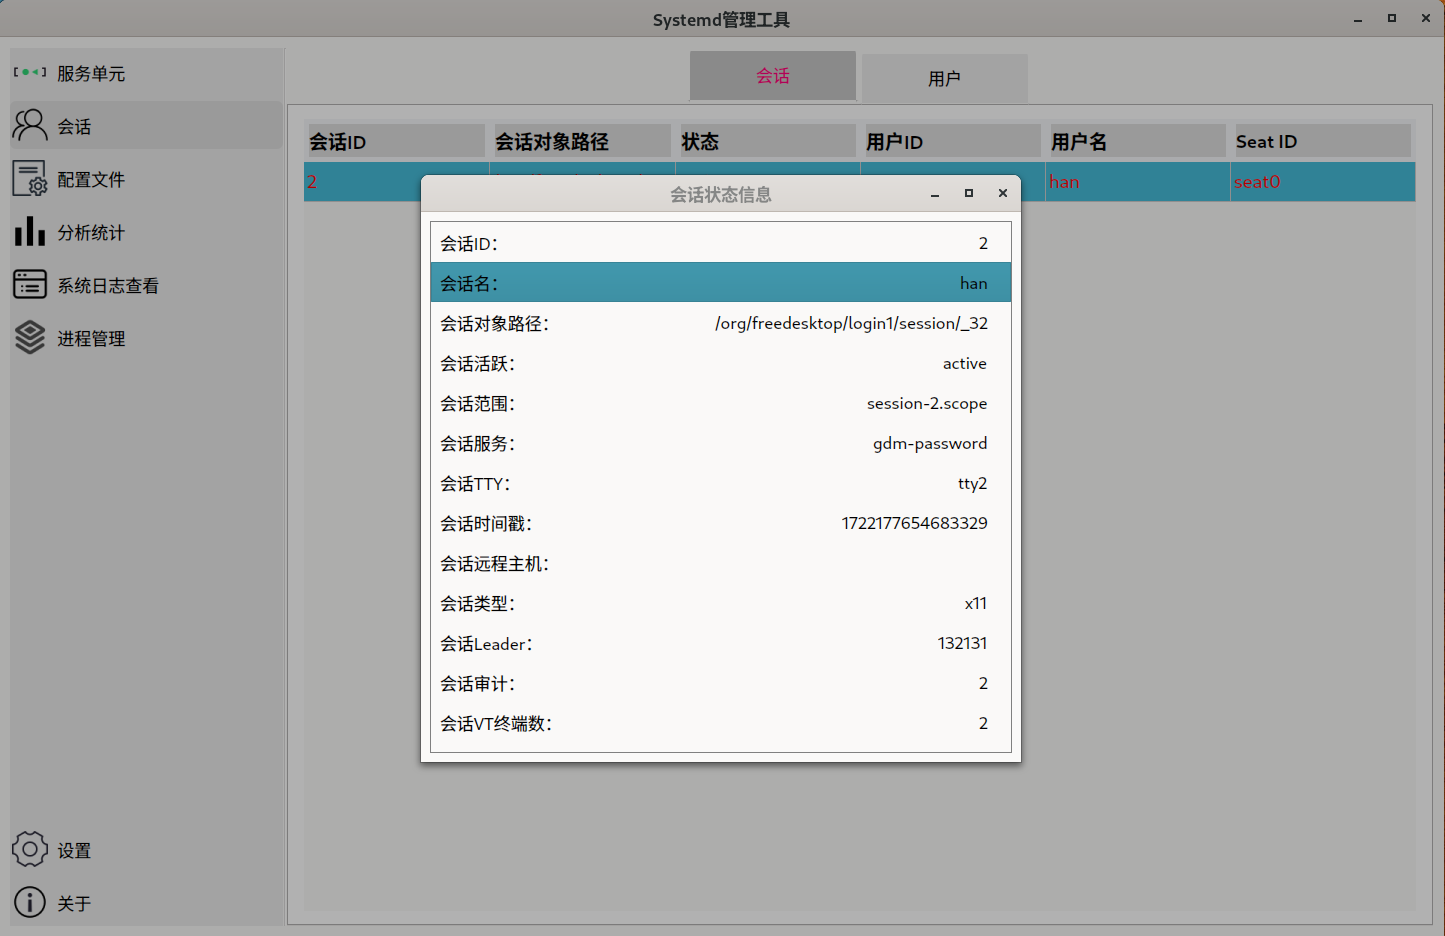 Systemd管理工具
服务单元
会话
配置文件
分析统计
系统日志查看
进程管理
设置
关于
会话 用户
会话ID 会话对象路径 状态 用户ID 用户名 Seat ID
2 han seat0
会话状态信息
会话ID： 2
会话名： han
会话对象路径： /org/freedesktop/login1/session/_32
会话活跃： active
会话范围： session-2.scope
会话服务： gdm-password
会话TTY： tty2
会话时间戳： 1722177654683329
会话远程主机：
会话类型： x11
会话Leader： 132131
会话审计： 2
会话VT终端数： 2